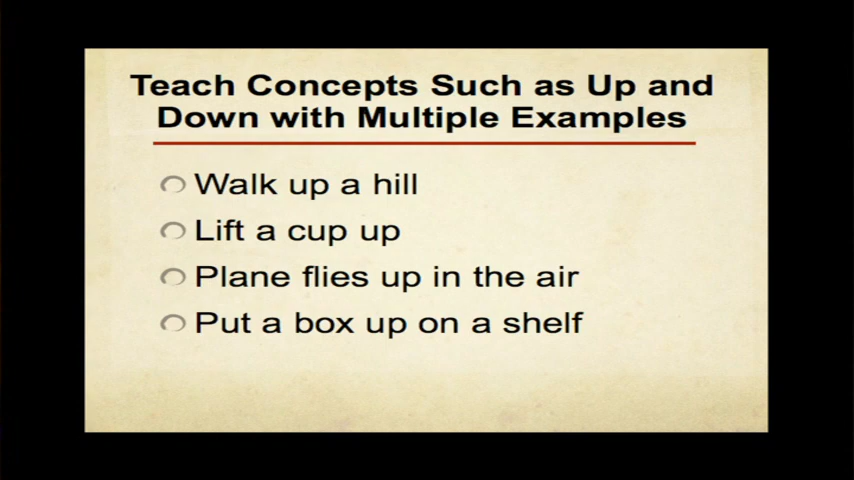 Teach Concepts Such as Up and
Down with Multiple Examples
Walk up a hill
Lift a cup up
Plane flies up in the air
Put a box up on a shelf